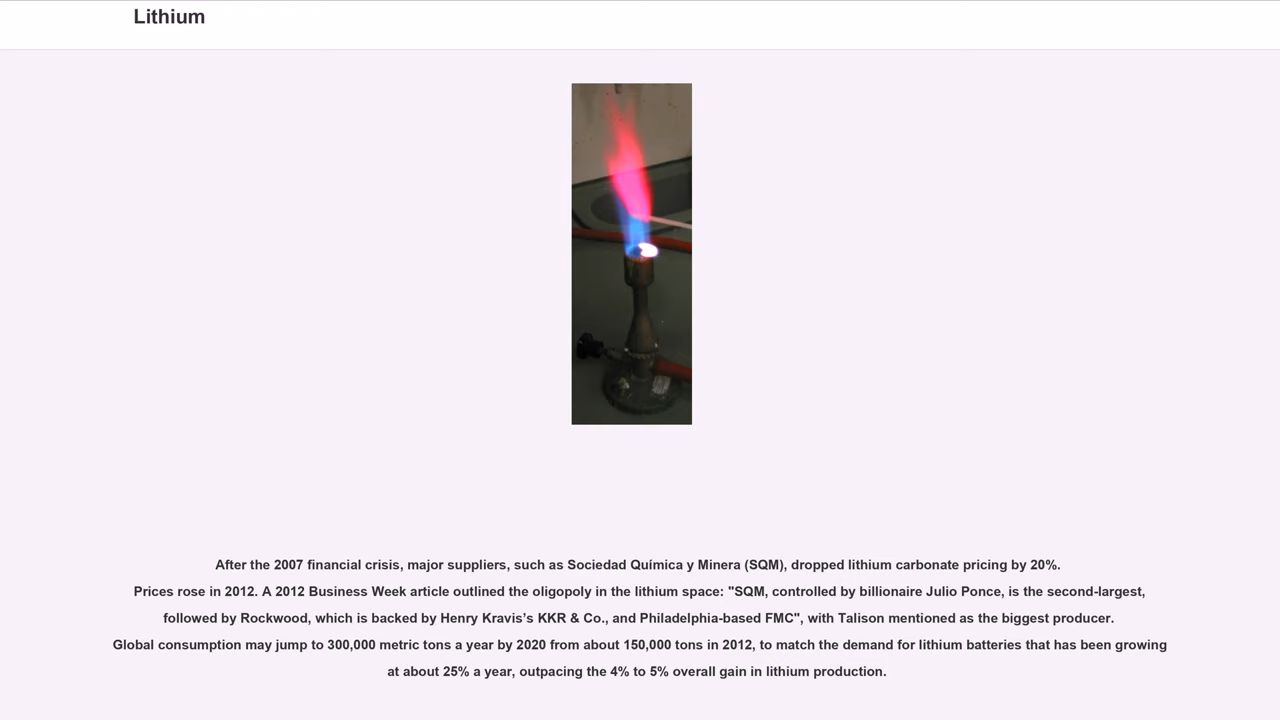 Lithium
After the 2007 financial crisis, major suppliers, such as Sociedad Química y Minera (SQM), dropped lithium carbonate pricing by 20%.
Prices rose in 2012. A 2012 Business Week article outlined the oligopoly in the lithium space: "SQM, controlled by billionaire Julio Ponce, is the second-largest,
followed by Rockwood, which is backed by Henry Kravis’s KKR & Co., and Philadelphia-based FMC", with Talison mentioned as the biggest producer.
Global consumption may jump to 300,000 metric tons a year by 2020 from about 150,000 tons in 2012, to match the demand for lithium batteries that has been growing
at about 25% a year, outpacing the 4% to 5% overall gain in lithium production.